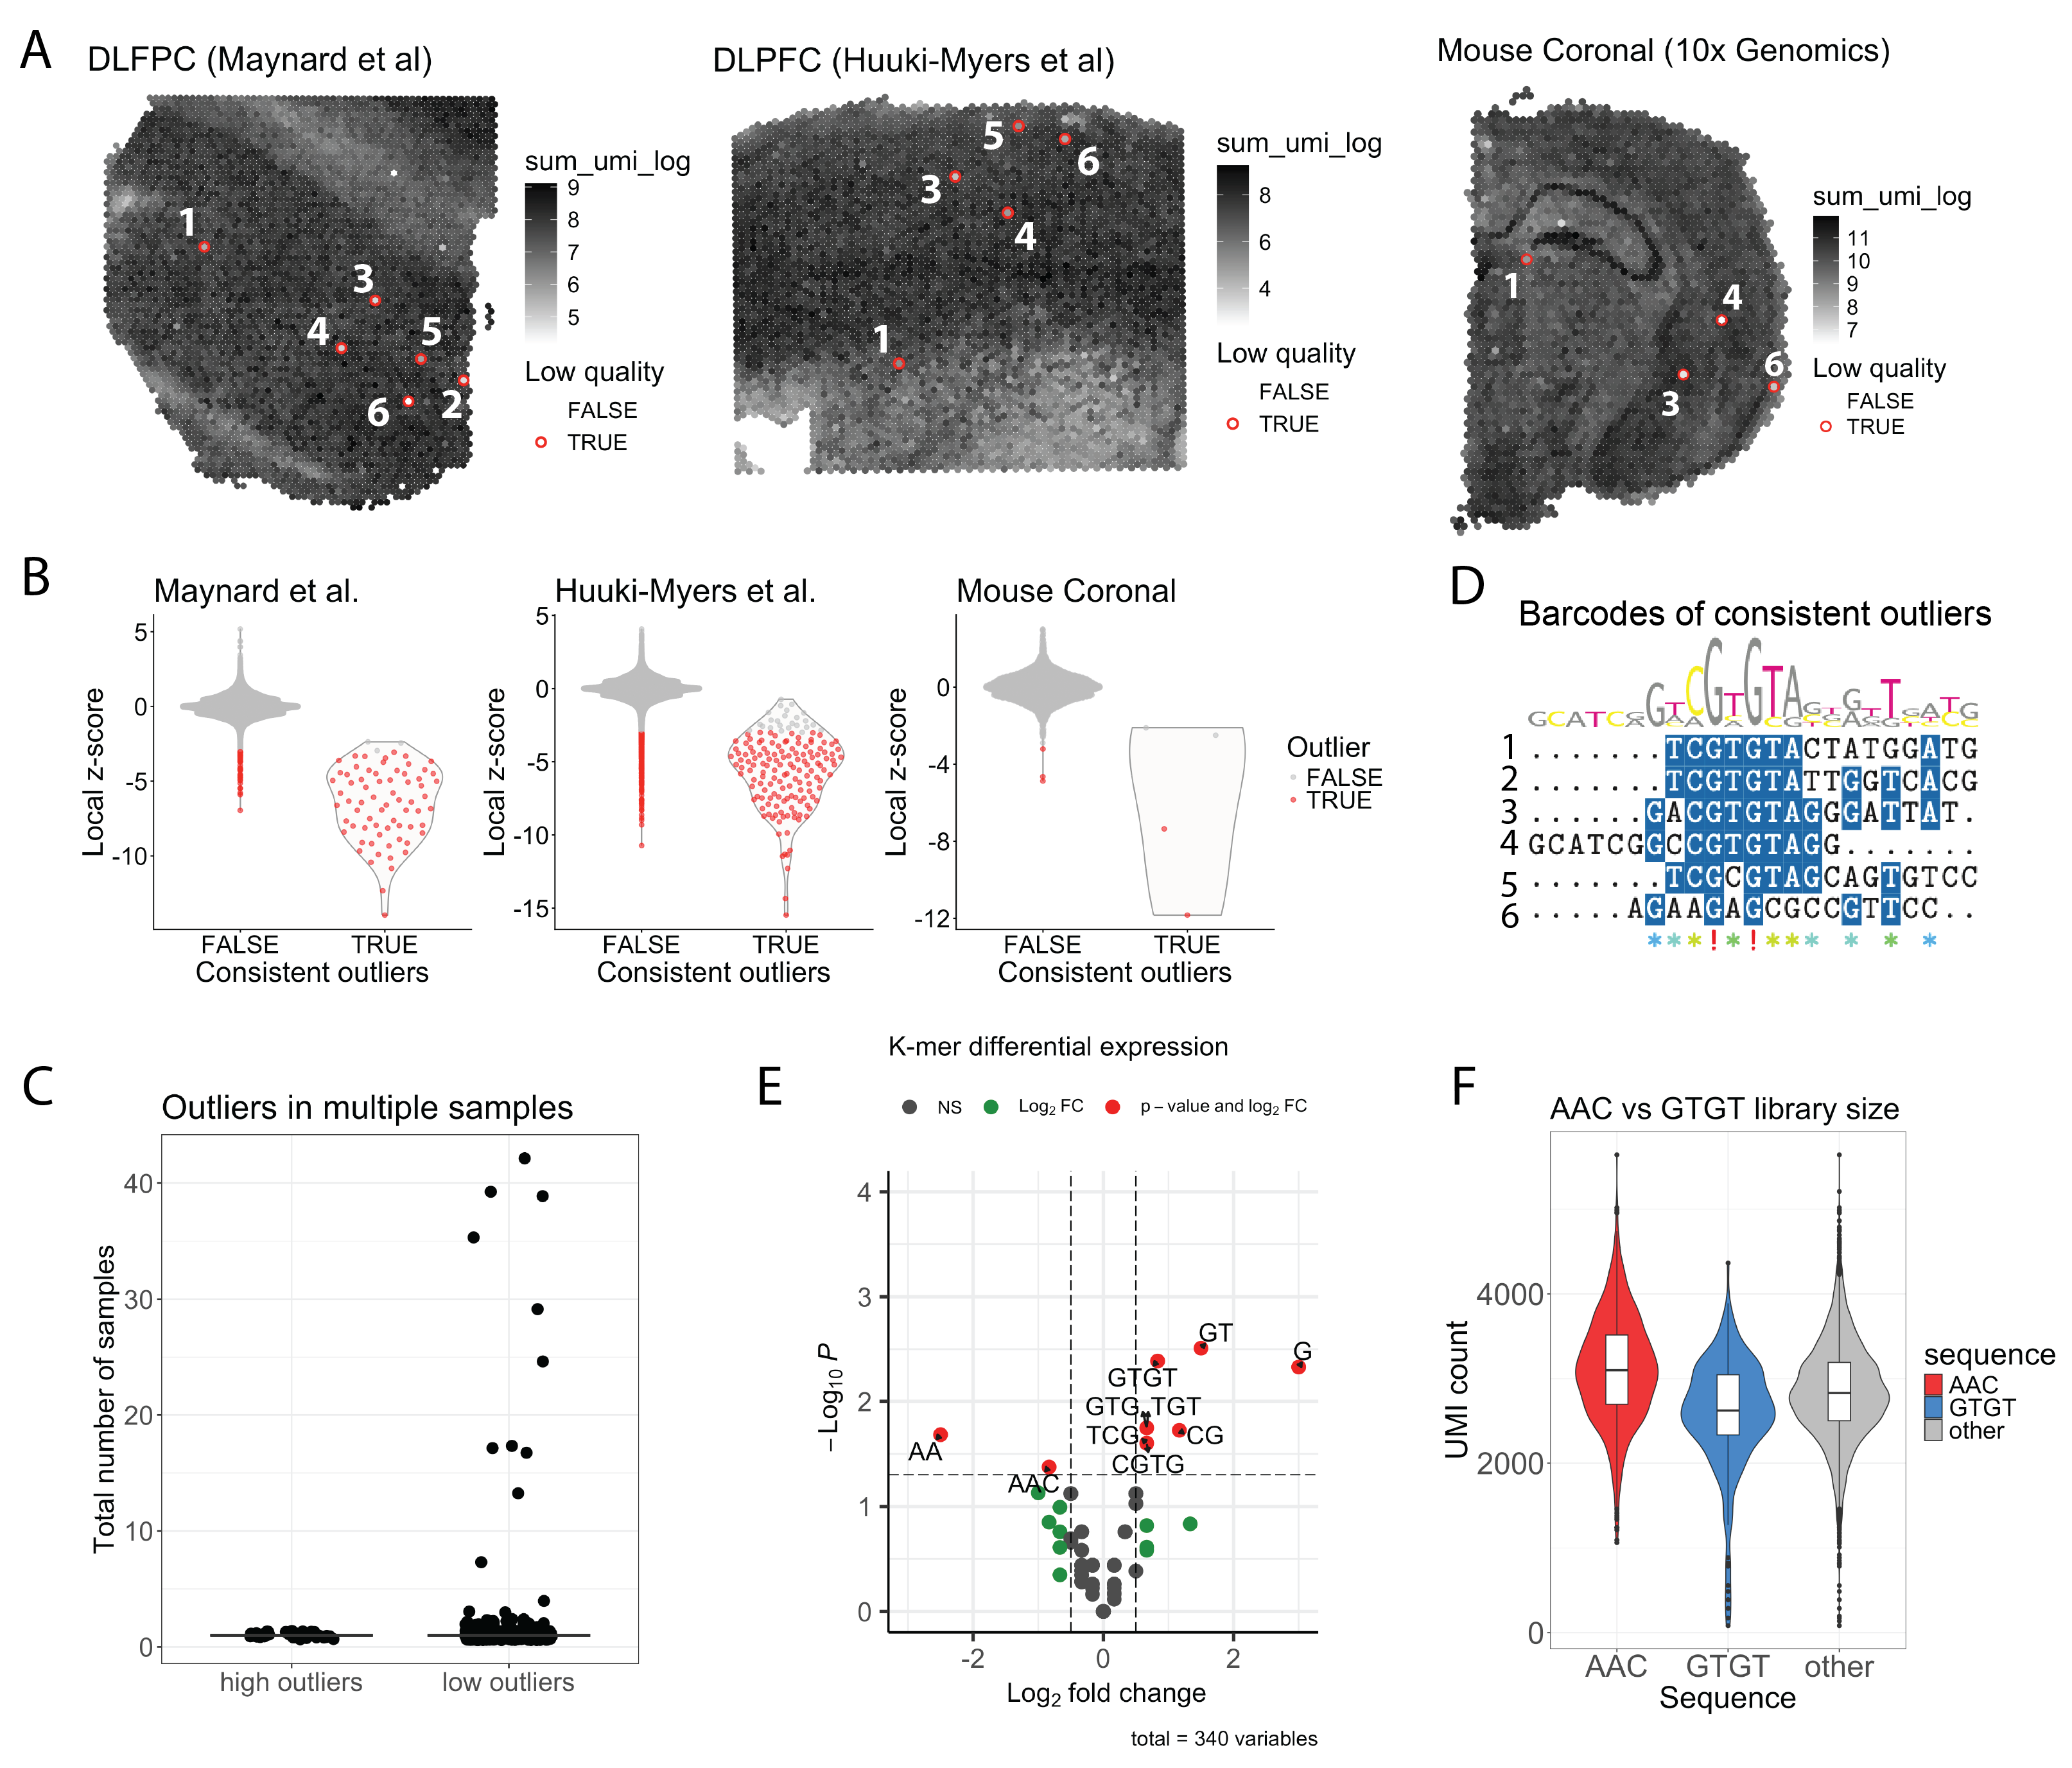 A
DLFPC (Maynard et al)
sum_umi_log
9
8
7
6
5
Low quality
FALSE
TRUE
1
3
4
5
6
2
DLPFC (Huuki-Myers et al)
sum_umi_log
8
6
4
Low quality
FALSE
TRUE
5
6
3
4
1
Mouse Coronal (10x Genomics)
sum_umi_log
11
10
9
8
7
Low quality
FALSE
TRUE
1
4
6
3
B
Maynard et al.
Local z-score
5
0
-5
-10
FALSE TRUE
Consistent outliers
Huuki-Myers et al.
Local z-score
5
0
-5
-10
-15
FALSE TRUE
Consistent outliers
Mouse Coronal
Local z-score
0
-4
-8
-12
FALSE TRUE
Consistent outliers
Outlier
FALSE
TRUE
D
Barcodes of consistent outliers
1 .......TCGTGTACTATGGATG
2 .......TCGTGTATTGGTCACG
3 ......GACGTGTAGGGATTAT.
4 GCATCGGCCGTGTAGG.......
5 .......TCGCGTAGCAGTGTCC
6 .....AGAAGAGCGCCGTTCC..
***!*!*** * * *
C
Outliers in multiple samples
Total number of samples
40
30
20
10
0
high outliers low outliers
E
K-mer differential expression
NS Log2 FC p – value and log2 FC
–Log10 P
4
3
2
1
0
GT
G
GTGT
GTG TGT
TCG CG
CGTG
AA
AAC
-2 0 2
Log2 fold change
total = 340 variables
F
AAC vs GTGT library size
UMI count
4000
2000
0
AAC GTGT other
Sequence
sequence
AAC
GTGT
other